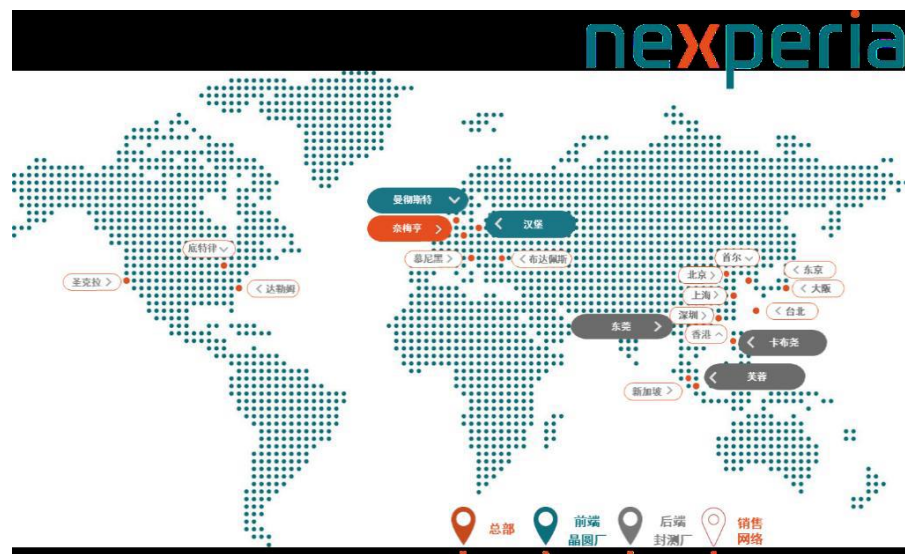 nexperia
曼彻斯特
奈梅亨
汉堡
底特律
慕尼黑
布达佩斯
首尔
圣克拉
达勒姆
北京
东京
上海
大阪
深圳
台北
东莞
香港
卡布尧
芙蓉
新加坡
总部
前端
晶圆厂
后端
封测厂
销售
网络